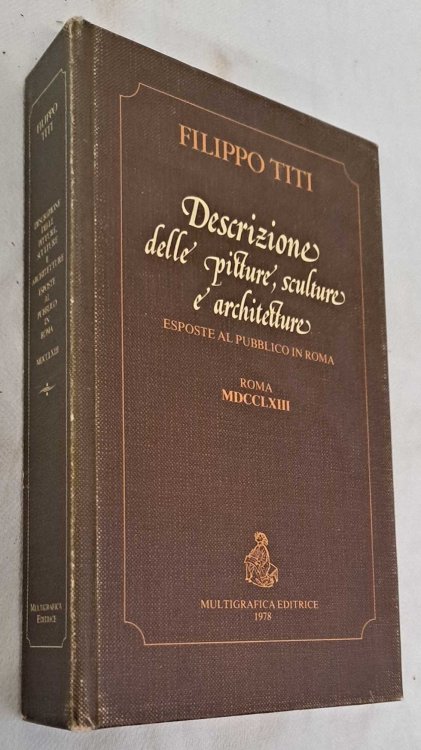 FILIPPO TITI
Descrizione
delle pitture, sculture
e architetture
ESPOSTE AL PUBBLICO IN ROMA
ROMA
MDCCLXIII
MULTIGRAFICA EDITRICE
1978
FILIPPO
TITI
DESCRIZIONE
DELLE
PITTURE,
SCULTURE
E
ARCHITETTURE
ESPOSTE
AL
PUBBLICO
IN
ROMA
MDCCLXIII
MULTIGRAFICA
EDITRICE